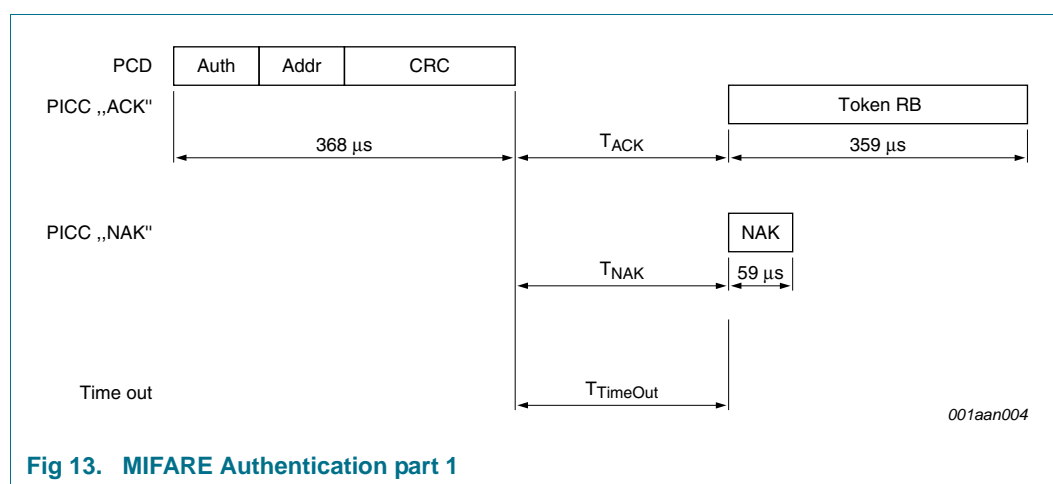 PCD Auth Addr CRC
PICC ,,ACK" Token RB
368 μs TACK 359 μs
PICC ,,NAK" NAK
TNAK 59 μs
Time out TTimeOut
001aan004
Fig 13. MIFARE Authentication part 1